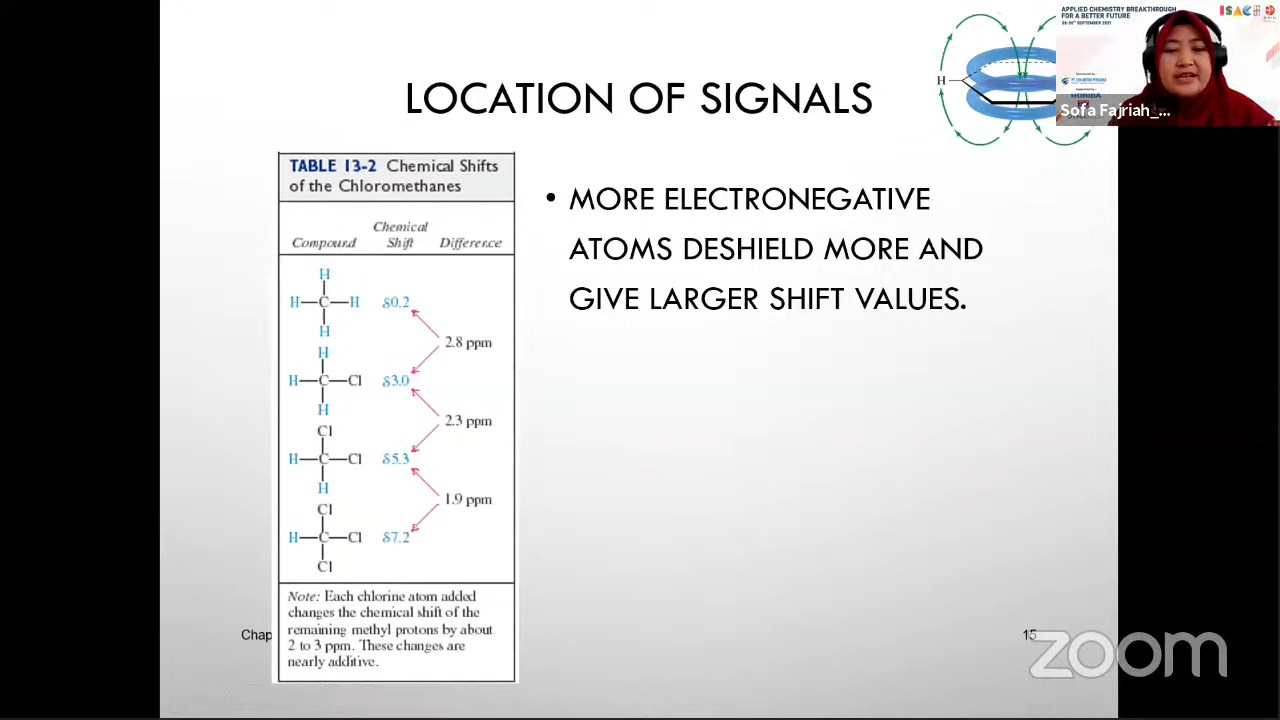 LOCATION OF SIGNALS
H
APPLIED CHEMISTRY BREAKTHROUGH
FOR A BETTER FUTURE
ISAC
HORIBA
Sofa Fajriah_...
TABLE 13-2 Chemical Shifts
of the Chloromethanes
Chemical
Compound Shift Difference
H
H—C—H δ0.2
H
2.8 ppm
H
H—C—Cl δ3.0
H
2.3 ppm
Cl
H—C—Cl δ5.3
H
1.9 ppm
Cl
H—C—Cl δ7.2
Cl
Note: Each chlorine atom added
changes the chemical shift of the
remaining methyl protons by about
2 to 3 ppm. These changes are
nearly additive.
• MORE ELECTRONEGATIVE
ATOMS DESHIELD MORE AND
GIVE LARGER SHIFT VALUES.
Chap
15
zoom